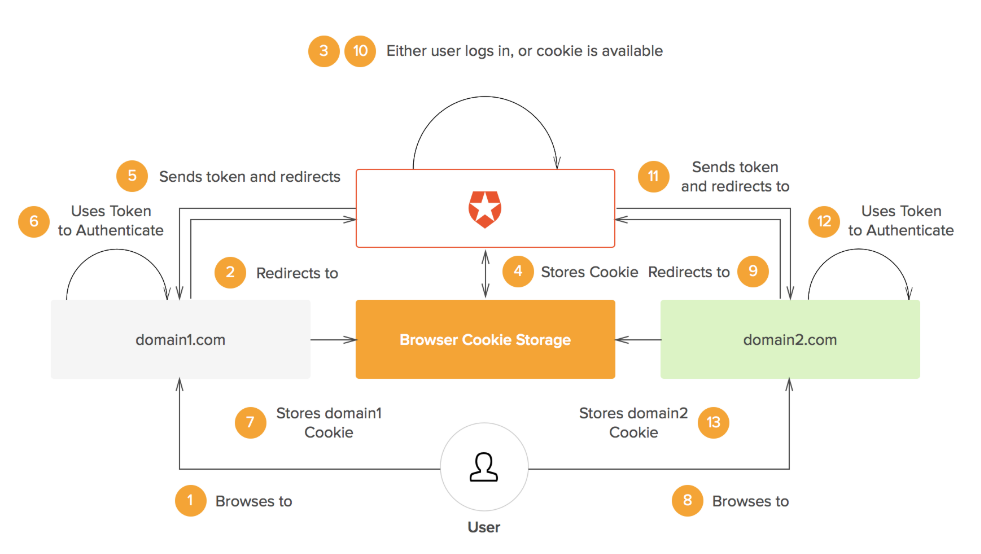 3 10 Either user logs in, or cookie is available
5 Sends token and redirects
11 Sends token
and redirects to
6 Uses Token
to Authenticate
12 Uses Token
to Authenticate
2 Redirects to
4 Stores Cookie
Redirects to 9
domain1.com
Browser Cookie Storage
domain2.com
7 Stores domain1
Cookie
Stores domain2
Cookie 13
1 Browses to
8 Browses to
User